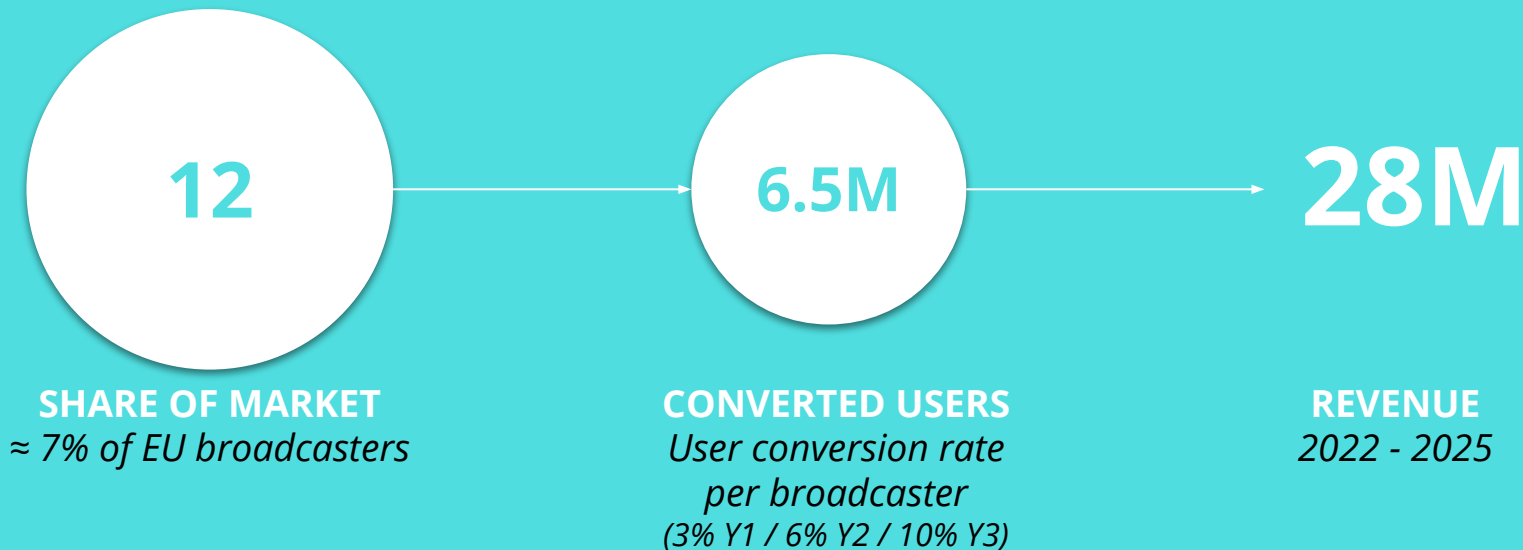 12
SHARE OF MARKET
≈ 7% of EU broadcasters
6.5M
CONVERTED USERS
User conversion rate
per broadcaster
(3% Y1 / 6% Y2 / 10% Y3)
28M
REVENUE
2022 - 2025